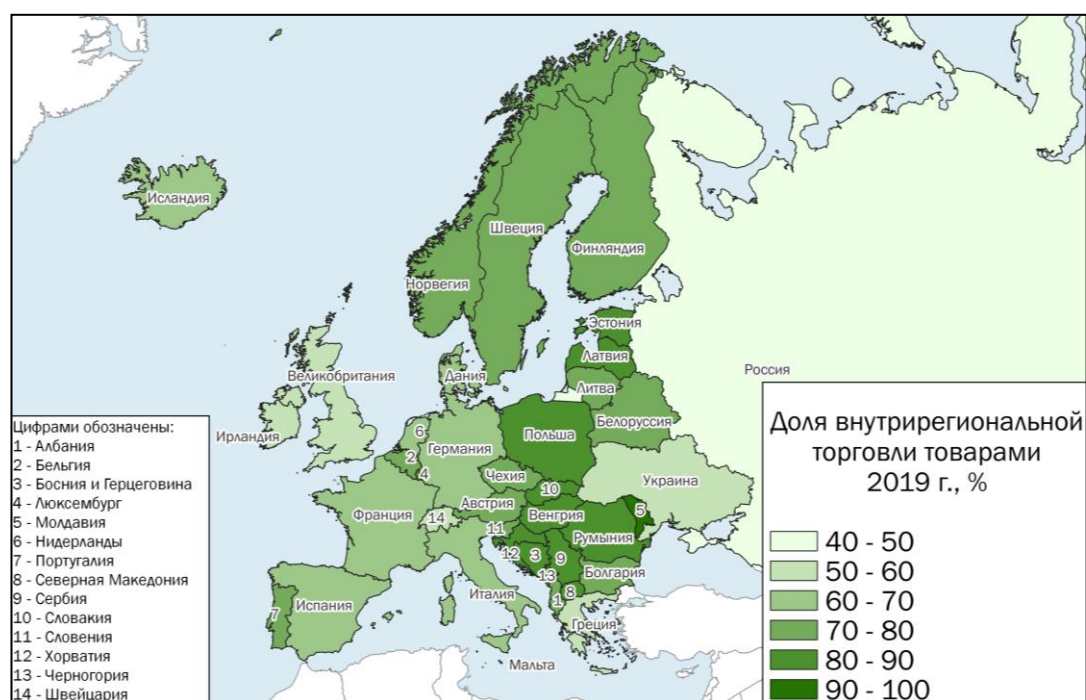 Исландия
Швеция
Финляндия
Норвегия
Эстония
Латвия
Россия
Великобритания
Дания
Литва
Белоруссия
Ирландия
6
Польша
Германия
2
4
Чехия
Украина
10
5
Франция
14
Австрия
Венгрия
11
Румыния
12
3
9
13
Болгария
7
Испания
Италия
1
8
Греция
Мальта
Цифрами обозначены:
1 - Албания
2 - Бельгия
3 - Босния и Герцеговина
4 - Люксембург
5 - Молдавия
6 - Нидерланды
7 - Португалия
8 - Северная Македония
9 - Сербия
10 - Словакия
11 - Словения
12 - Хорватия
13 - Черногория
14 - Швейцария
Доля внутрирегиональной
торговли товарами
2019 г., %
40 - 50
50 - 60
60 - 70
70 - 80
80 - 90
90 - 100